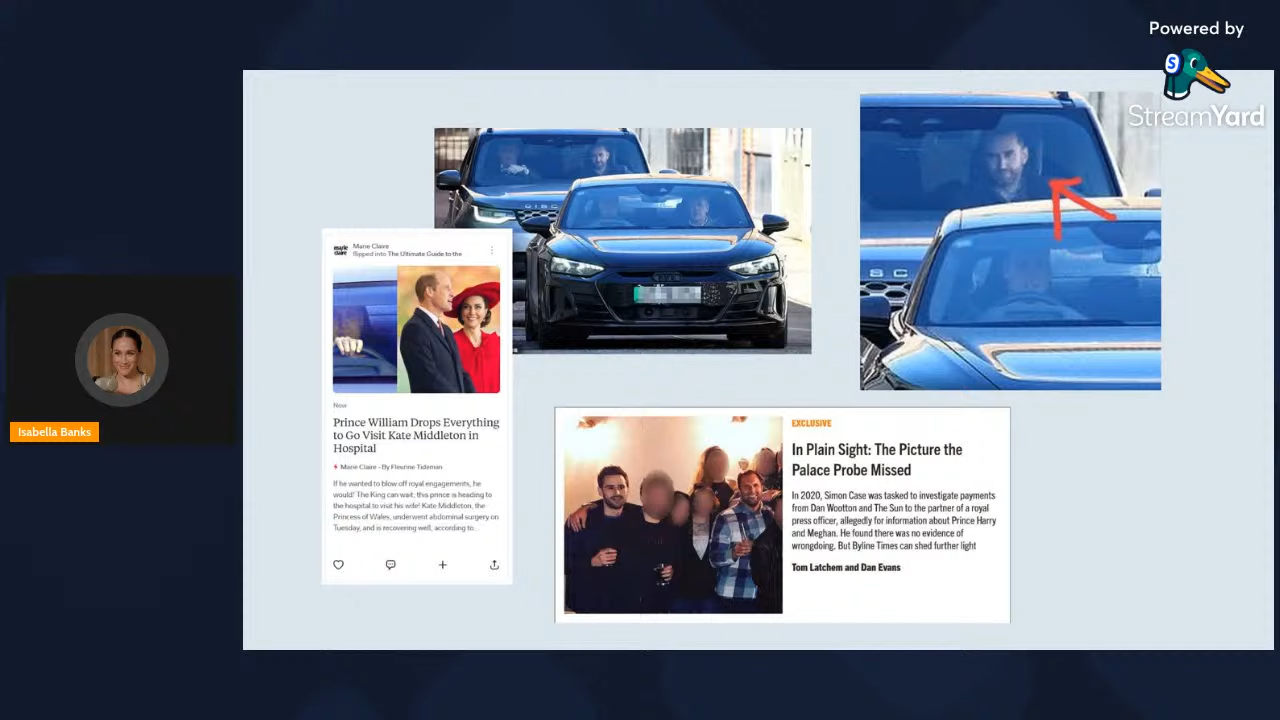 Powered by
StreamYard
DISC
Marie Claire
flipped into The Ultimate Guide to the
marie
claire
SC
Now
Prince William Drops Everything
to Go Visit Kate Middleton in
Hospital
Marie Claire - By Fleurine Tideman
If he wanted to blow off royal engagements, he
would! The King can wait; this prince is heading to
the hospital to visit his wife! Kate Middleton, the
Princess of Wales, underwent abdominal surgery on
Tuesday, and is recovering well, according to...
EXCLUSIVE
In Plain Sight: The Picture the
Palace Probe Missed
In 2020, Simon Case was tasked to investigate payments
from Dan Wootton and The Sun to the partner of a royal
press officer, allegedly for information about Prince Harry
and Meghan. He found there was no evidence of
wrongdoing. But Byline Times can shed further light
Tom Latchem and Dan Evans
Isabella Banks